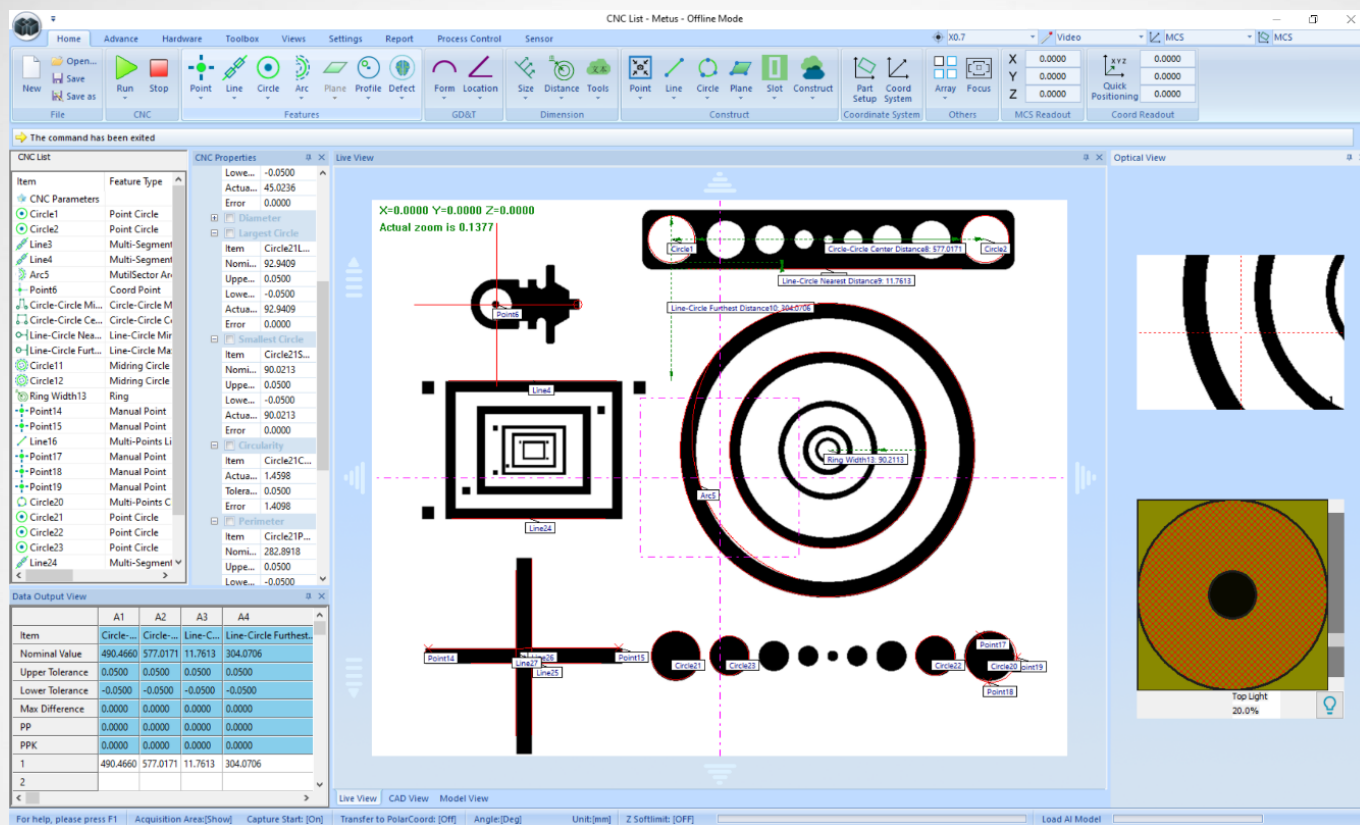 CNC List - Metus - Offline Mode
Home Advance Hardware Toolbox Views Settings Report Process Control Sensor X0.7 Video MCS MCS
New Open... Save Save as
File
Run Stop
CNC
Point Line Circle Arc Plane Profile Defect
Features
Form Location
GD&T
Size Distance Tools
Dimension
Point Line Circle Plane Slot Construct
Construct
Part Setup Coord System
Coordinate System
Array Focus
Others
X 0.0000
Y 0.0000
Z 0.0000
MCS Readout
XYZ Quick Positioning
0.0000
0.0000
0.0000
Coord Readout
The command has been exited
CNC List
Item Feature Type
CNC Parameters
Circle1 Point Circle
Circle2 Point Circle
Line3 Multi-Segment
Line4 Multi-Segment
Arc5 MutilSector Ar
Point6 Coord Point
Circle-Circle Mi... Circle-Circle M
Circle-Circle Ce... Circle-Circle C
Line-Circle Nea... Line-Circle Mir
Line-Circle Furt... Line-Circle Ma
Circle11 Midring Circle
Circle12 Midring Circle
Ring Width13 Ring
Point14 Manual Point
Point15 Manual Point
Line16 Multi-Points Li
Point17 Manual Point
Point18 Manual Point
Point19 Manual Point
Circle20 Multi-Points C
Circle21 Point Circle
Circle22 Point Circle
Circle23 Point Circle
Line24 Multi-Segment
CNC Properties
Lowe... -0.0500
Actua... 45.0236
Error 0.0000
Diameter
Largest Circle
Item Circle21L...
Nomi... 92.9409
Uppe... 0.0500
Lowe... -0.0500
Actua... 92.9409
Error 0.0000
Smallest Circle
Item Circle21S...
Nomi... 90.0213
Uppe... 0.0500
Lowe... -0.0500
Actua... 90.0213
Error 0.0000
Circularity
Item Circle21C...
Actua... 1.4598
Tolera... 0.0500
Error 1.4098
Perimeter
Item Circle21P...
Nomi... 282.8918
Uppe... 0.0500
Lowe... -0.0500
Live View
X=0.0000 Y=0.0000 Z=0.0000
Actual zoom is 0.1377
Circle1
Circle-Circle Center Distance8: 577.0171
Circle2
Line-Circle Nearest Distance9: 11.7613
Line-Circle Furthest Distance10: 304.0706
Point6
Line4
Ring Width13: 90.2113
Arc5
Line24
Point14
Line26
Line27
Line25
Point15
Circle21
Circle23
Circle22
Point17
Circle20
oint19
Point18
Optical View
1
Top Light
20.0%
Data Output View
A1 A2 A3 A4
Item Circle-... Circle-... Line-C... Line-Circle Furthest
Nominal Value 490.4660 577.0171 11.7613 304.0706
Upper Tolerance 0.0500 0.0500 0.0500 0.0500
Lower Tolerance -0.0500 -0.0500 -0.0500 -0.0500
Max Difference 0.0000 0.0000 0.0000 0.0000
PP 0.0000 0.0000 0.0000 0.0000
PPK 0.0000 0.0000 0.0000 0.0000
1 490.4660 577.0171 11.7613 304.0706
2
Live View CAD View Model View
For help, please press F1 Acquisition Area:[Show] Capture Start: [On] Transfer to PolarCoord: [Off] Angle:[Deg] Unit:[mm] Z Softlimit: [OFF] Load AI Model